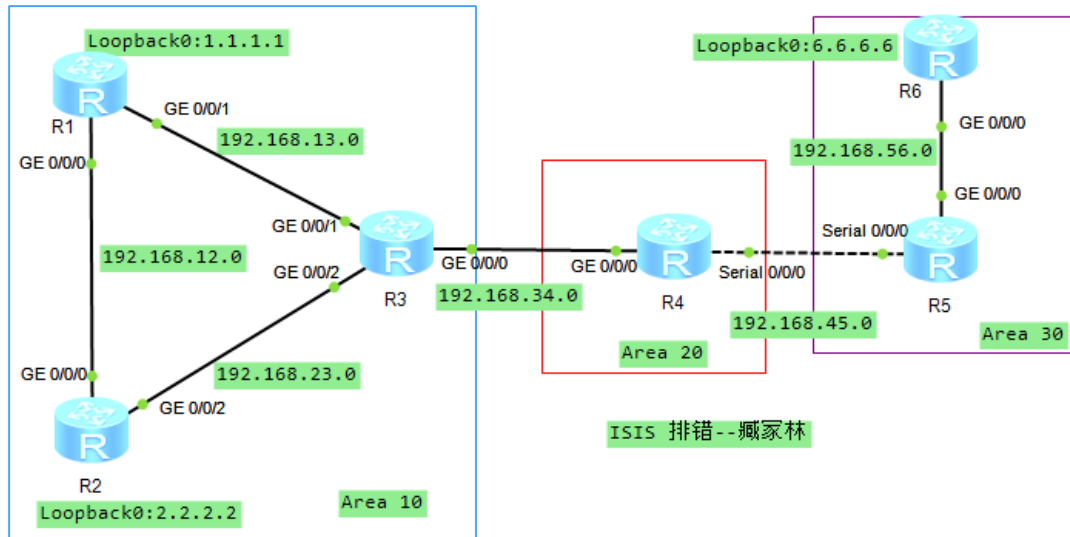 Loopback0:1.1.1.1
R
R1
GE 0/0/1
GE 0/0/0
192.168.13.0
GE 0/0/1
192.168.12.0
GE 0/0/2
R
R3
GE 0/0/0
192.168.34.0
GE 0/0/0
192.168.23.0
GE 0/0/2
R
R2
Loopback0:2.2.2.2
Area 10
GE 0/0/0
R
R4
Serial 0/0/0
Area 20
192.168.45.0
Loopback0:6.6.6.6
R
R6
GE 0/0/0
192.168.56.0
GE 0/0/0
Serial 0/0/0
R
R5
Area 30
ISIS 排错--臧冢林